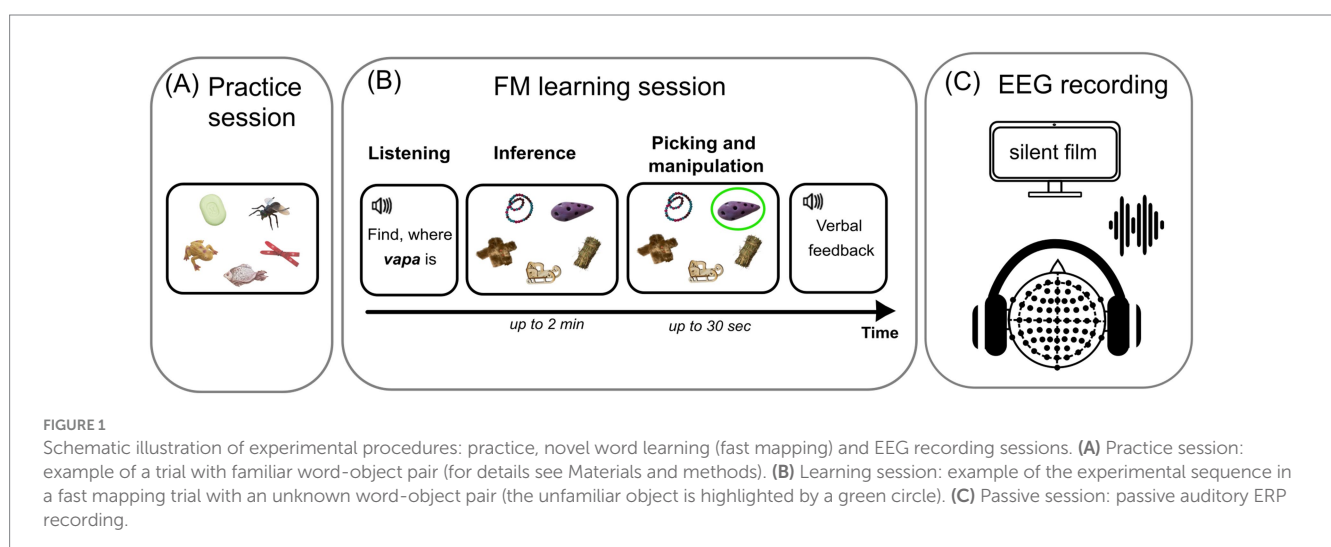 (A) Practice
session
(B) FM learning session
Listening
Find, where
vapa is
Inference
Picking and
manipulation
Verbal
feedback
up to 2 min
up to 30 sec
Time
(C) EEG recording
silent film
FIGURE 1
Schematic illustration of experimental procedures: practice, novel word learning (fast mapping) and EEG recording sessions. (A) Practice session:
example of a trial with familiar word-object pair (for details see Materials and methods). (B) Learning session: example of the experimental sequence in
a fast mapping trial with an unknown word-object pair (the unfamiliar object is highlighted by a green circle). (C) Passive session: passive auditory ERP
recording.